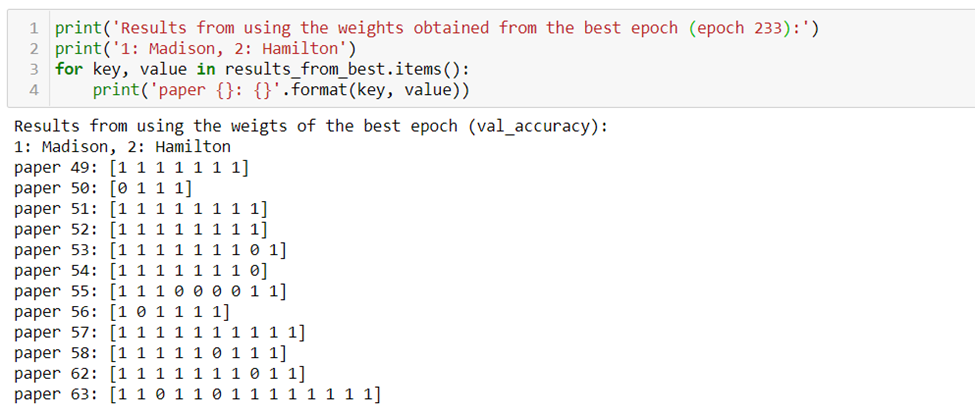 1 print('Results from using the weights obtained from the best epoch (epoch 233):')
2 print('1: Madison, 2: Hamilton')
3 for key, value in results_from_best.items():
4     print('paper {}: {}'.format(key, value))
Results from using the weigts of the best epoch (val_accuracy):
1: Madison, 2: Hamilton
paper 49: [1 1 1 1 1 1 1]
paper 50: [0 1 1 1]
paper 51: [1 1 1 1 1 1 1 1]
paper 52: [1 1 1 1 1 1 1 1]
paper 53: [1 1 1 1 1 1 1 0 1]
paper 54: [1 1 1 1 1 1 1 0]
paper 55: [1 1 1 0 0 0 0 1 1]
paper 56: [1 0 1 1 1 1]
paper 57: [1 1 1 1 1 1 1 1 1 1]
paper 58: [1 1 1 1 1 0 1 1 1]
paper 62: [1 1 1 1 1 1 1 0 1 1]
paper 63: [1 1 0 1 1 0 1 1 1 1 1 1 1 1]